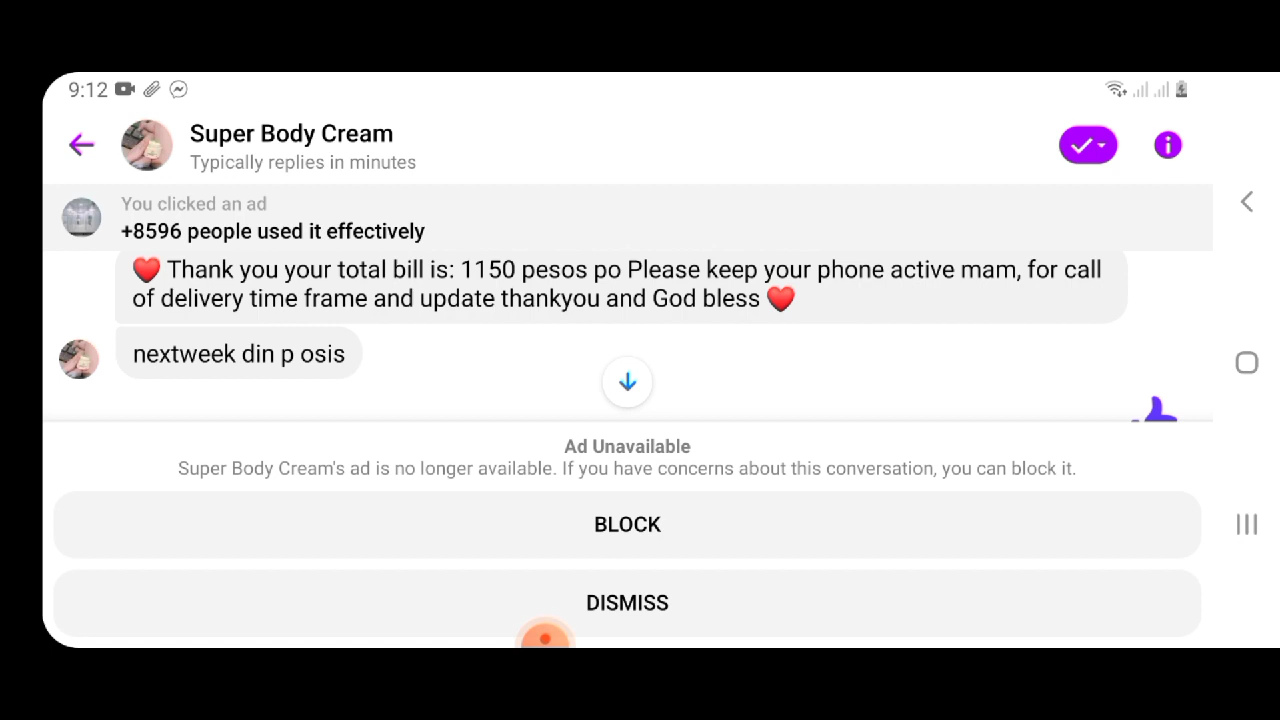 9:12
Super Body Cream
Typically replies in minutes
You clicked an ad
+8596 people used it effectively
❤️ Thank you your total bill is: 1150 pesos po Please keep your phone active mam, for call
of delivery time frame and update thankyou and God bless ❤️
nextweek din p osis
Ad Unavailable
Super Body Cream's ad is no longer available. If you have concerns about this conversation, you can block it.
BLOCK
DISMISS